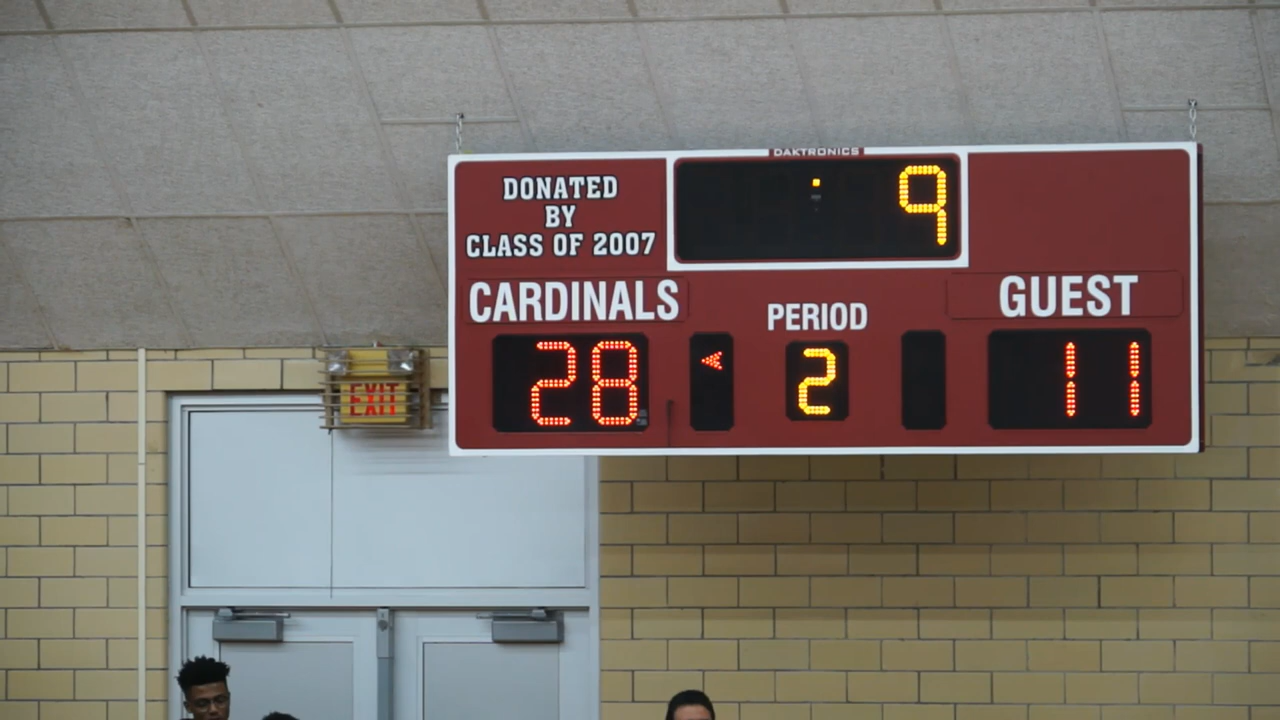 DAKTRONICS
DONATED
BY
CLASS OF 2007
: 9
CARDINALS
PERIOD
GUEST
28
2
11
EXIT